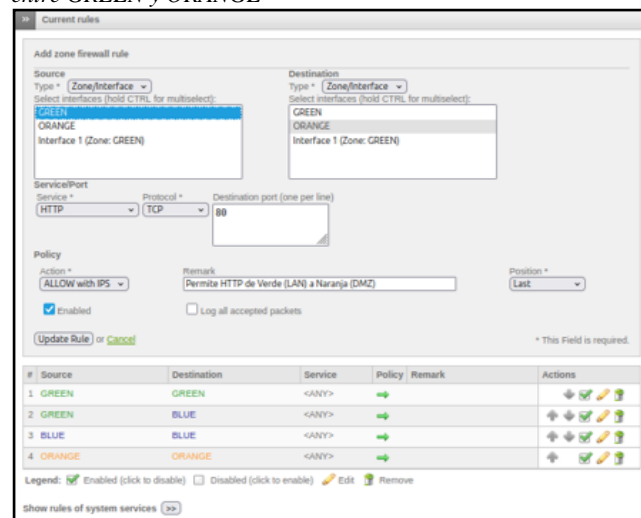 entre GREEN y ORANGE
» Current rules
Add zone firewall rule
Source Destination
Type * Zone/Interface Type * Zone/Interface
Select interfaces (hold CTRL for multiselect): Select interfaces (hold CTRL for multiselect):
GREEN GREEN
ORANGE ORANGE
Interface 1 (Zone: GREEN) Interface 1 (Zone: GREEN)
Service/Port
Service * Protocol * Destination port (one per line)
HTTP TCP 80
Policy
Action * Remark Position *
ALLOW with IPS Permite HTTP de Verde (LAN) a Naranja (DMZ) Last
Enabled Log all accepted packets
Update Rule or Cancel * This Field is required.
# Source Destination Service Policy Remark Actions
1 GREEN GREEN <ANY>
2 GREEN BLUE <ANY>
3 BLUE BLUE <ANY>
4 ORANGE ORANGE <ANY>
Legend: Enabled (click to disable) Disabled (click to enable) Edit Remove
Show rules of system services >>